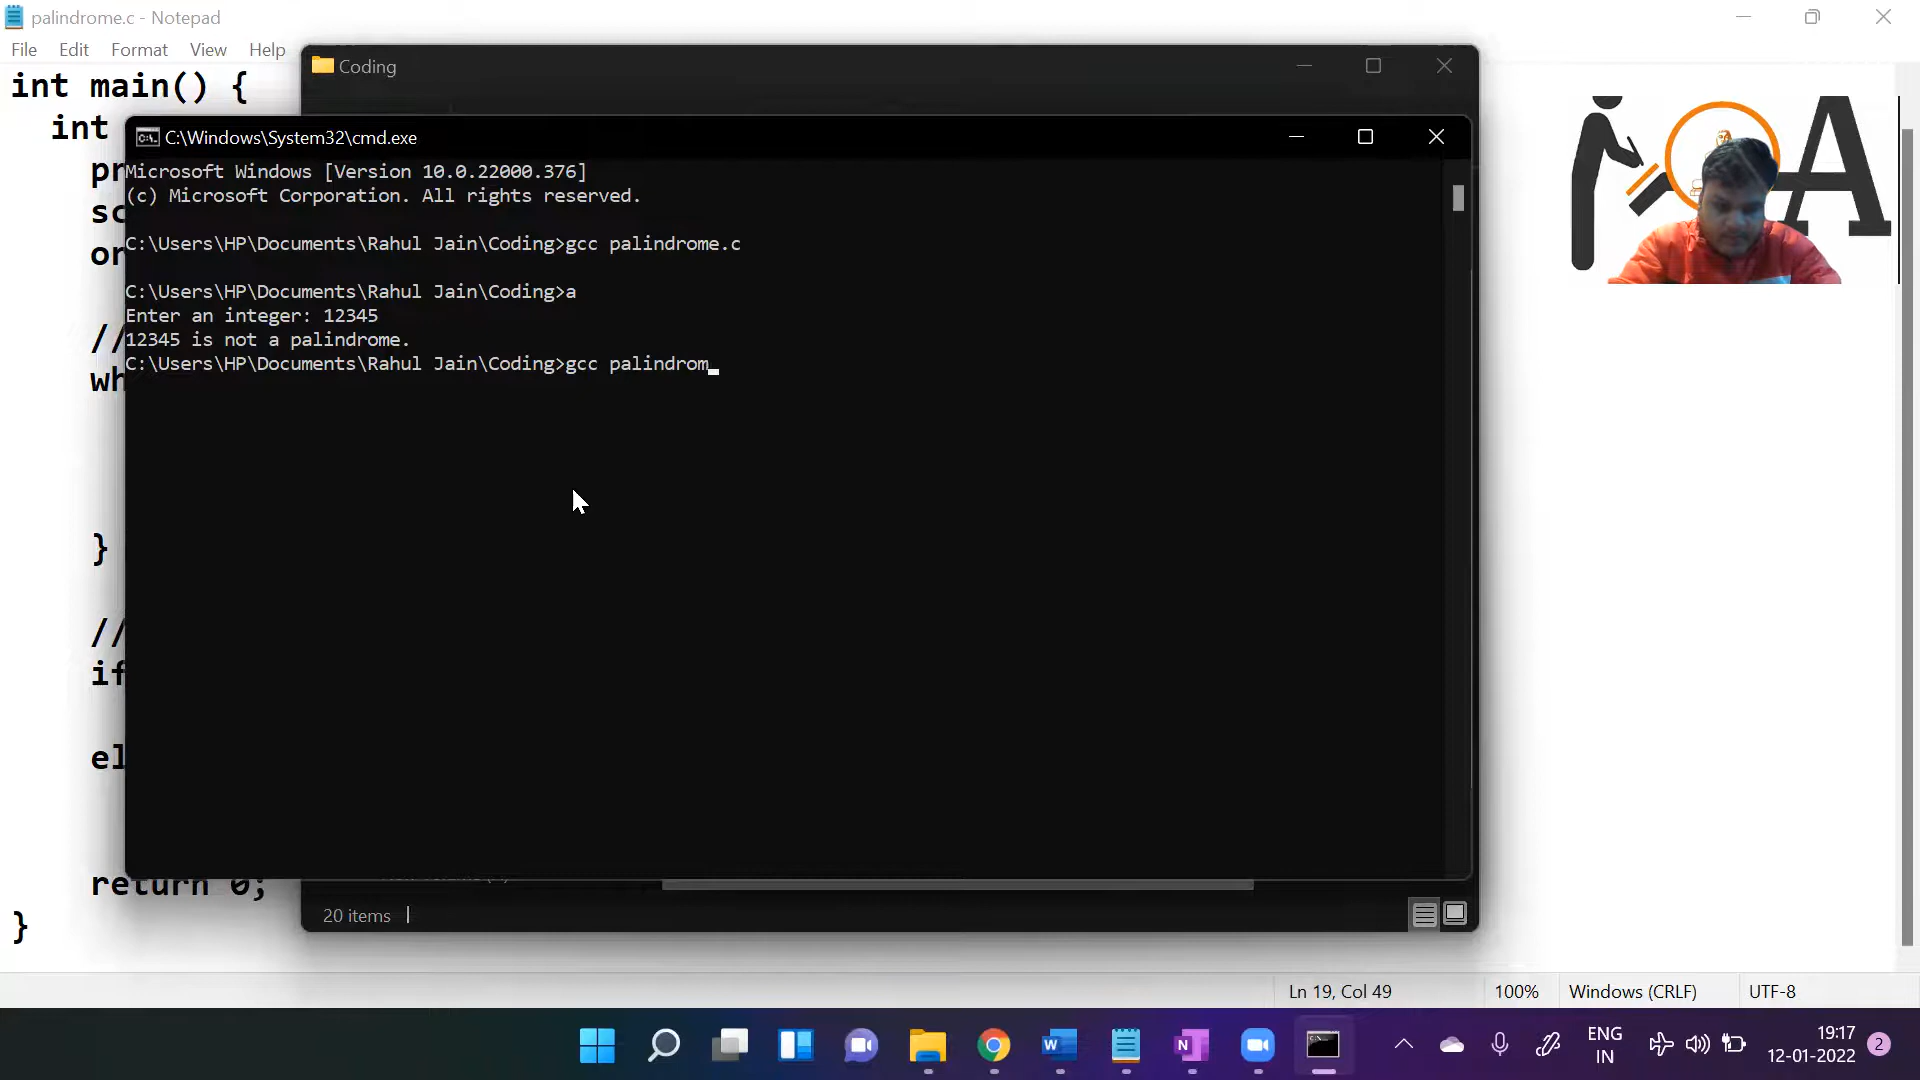 palindrome.c - Notepad
File Edit Format View Help
int main() {
int
pr
sc
or
//
wh
}
//
if
el
return 0;
}
Coding
C:\Windows\System32\cmd.exe
Microsoft Windows [Version 10.0.22000.376]
(c) Microsoft Corporation. All rights reserved.
C:\Users\HP\Documents\Rahul Jain\Coding>gcc palindrome.c
C:\Users\HP\Documents\Rahul Jain\Coding>a
Enter an integer: 12345
12345 is not a palindrome.
C:\Users\HP\Documents\Rahul Jain\Coding>gcc palindrom_
20 items
A
Ln 19, Col 49 100% Windows (CRLF) UTF-8
ENG
IN
19:17
12-01-2022
2